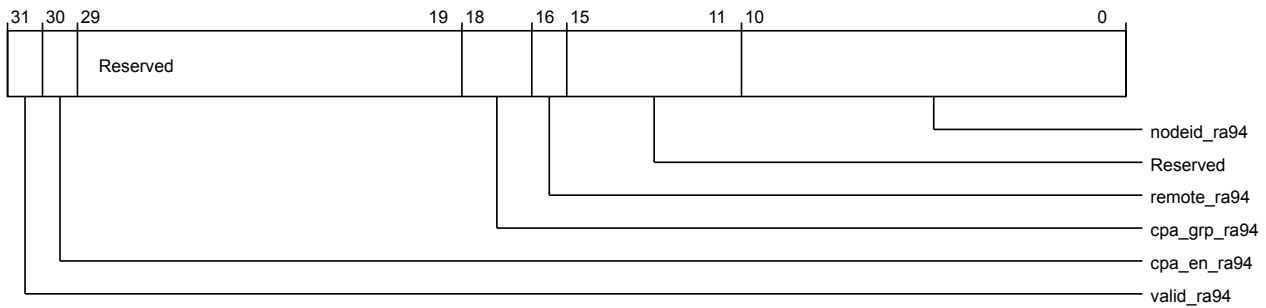 31 30 29 19 18 16 15 11 10 0
Reserved
nodeid_ra94
Reserved
remote_ra94
cpa_grp_ra94
cpa_en_ra94
valid_ra94